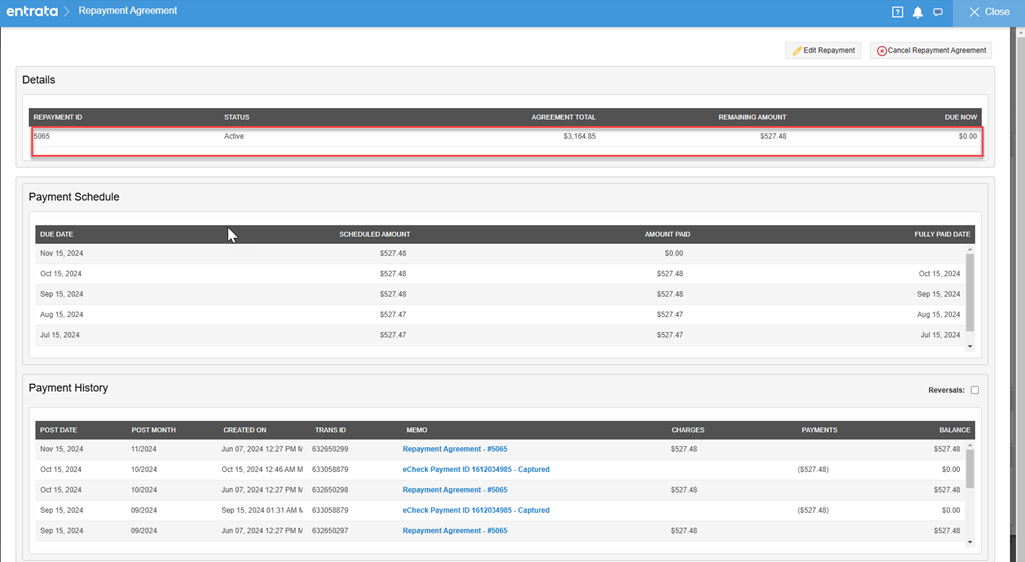 entrata Repayment Agreement ? Close
Edit Repayment Cancel Repayment Agreement
Details
REPAYMENT ID STATUS AGREEMENT TOTAL REMAINING AMOUNT DUE NOW
5065 Active $3,164.85 $527.48 $0.00
Payment Schedule
DUE DATE SCHEDULED AMOUNT AMOUNT PAID FULLY PAID DATE
Nov 15, 2024 $527.48 $0.00
Oct 15, 2024 $527.48 $527.48 Oct 15, 2024
Sep 15, 2024 $527.48 $527.48 Sep 15, 2024
Aug 15, 2024 $527.47 $527.47 Aug 15, 2024
Jul 15, 2024 $527.47 $527.47 Jul 15, 2024
Payment History Reversals:
POST DATE POST MONTH CREATED ON TRANS ID MEMO CHARGES PAYMENTS BALANCE
Nov 15, 2024 11/2024 Jun 07, 2024 12:27 PM M 632650299 Repayment Agreement - #5065 $527.48 $527.48
Oct 15, 2024 10/2024 Oct 15, 2024 12:46 AM M 633058879 eCheck Payment ID 1612034985 - Captured ($527.48) $0.00
Oct 15, 2024 10/2024 Jun 07, 2024 12:27 PM M 632650298 Repayment Agreement - #5065 $527.48 $527.48
Sep 15, 2024 09/2024 Sep 15, 2024 01:31 AM M 633058879 eCheck Payment ID 1612034985 - Captured ($527.48) $0.00
Sep 15, 2024 09/2024 Jun 07, 2024 12:27 PM M 632650297 Repayment Agreement - #5065 $527.48 $527.48